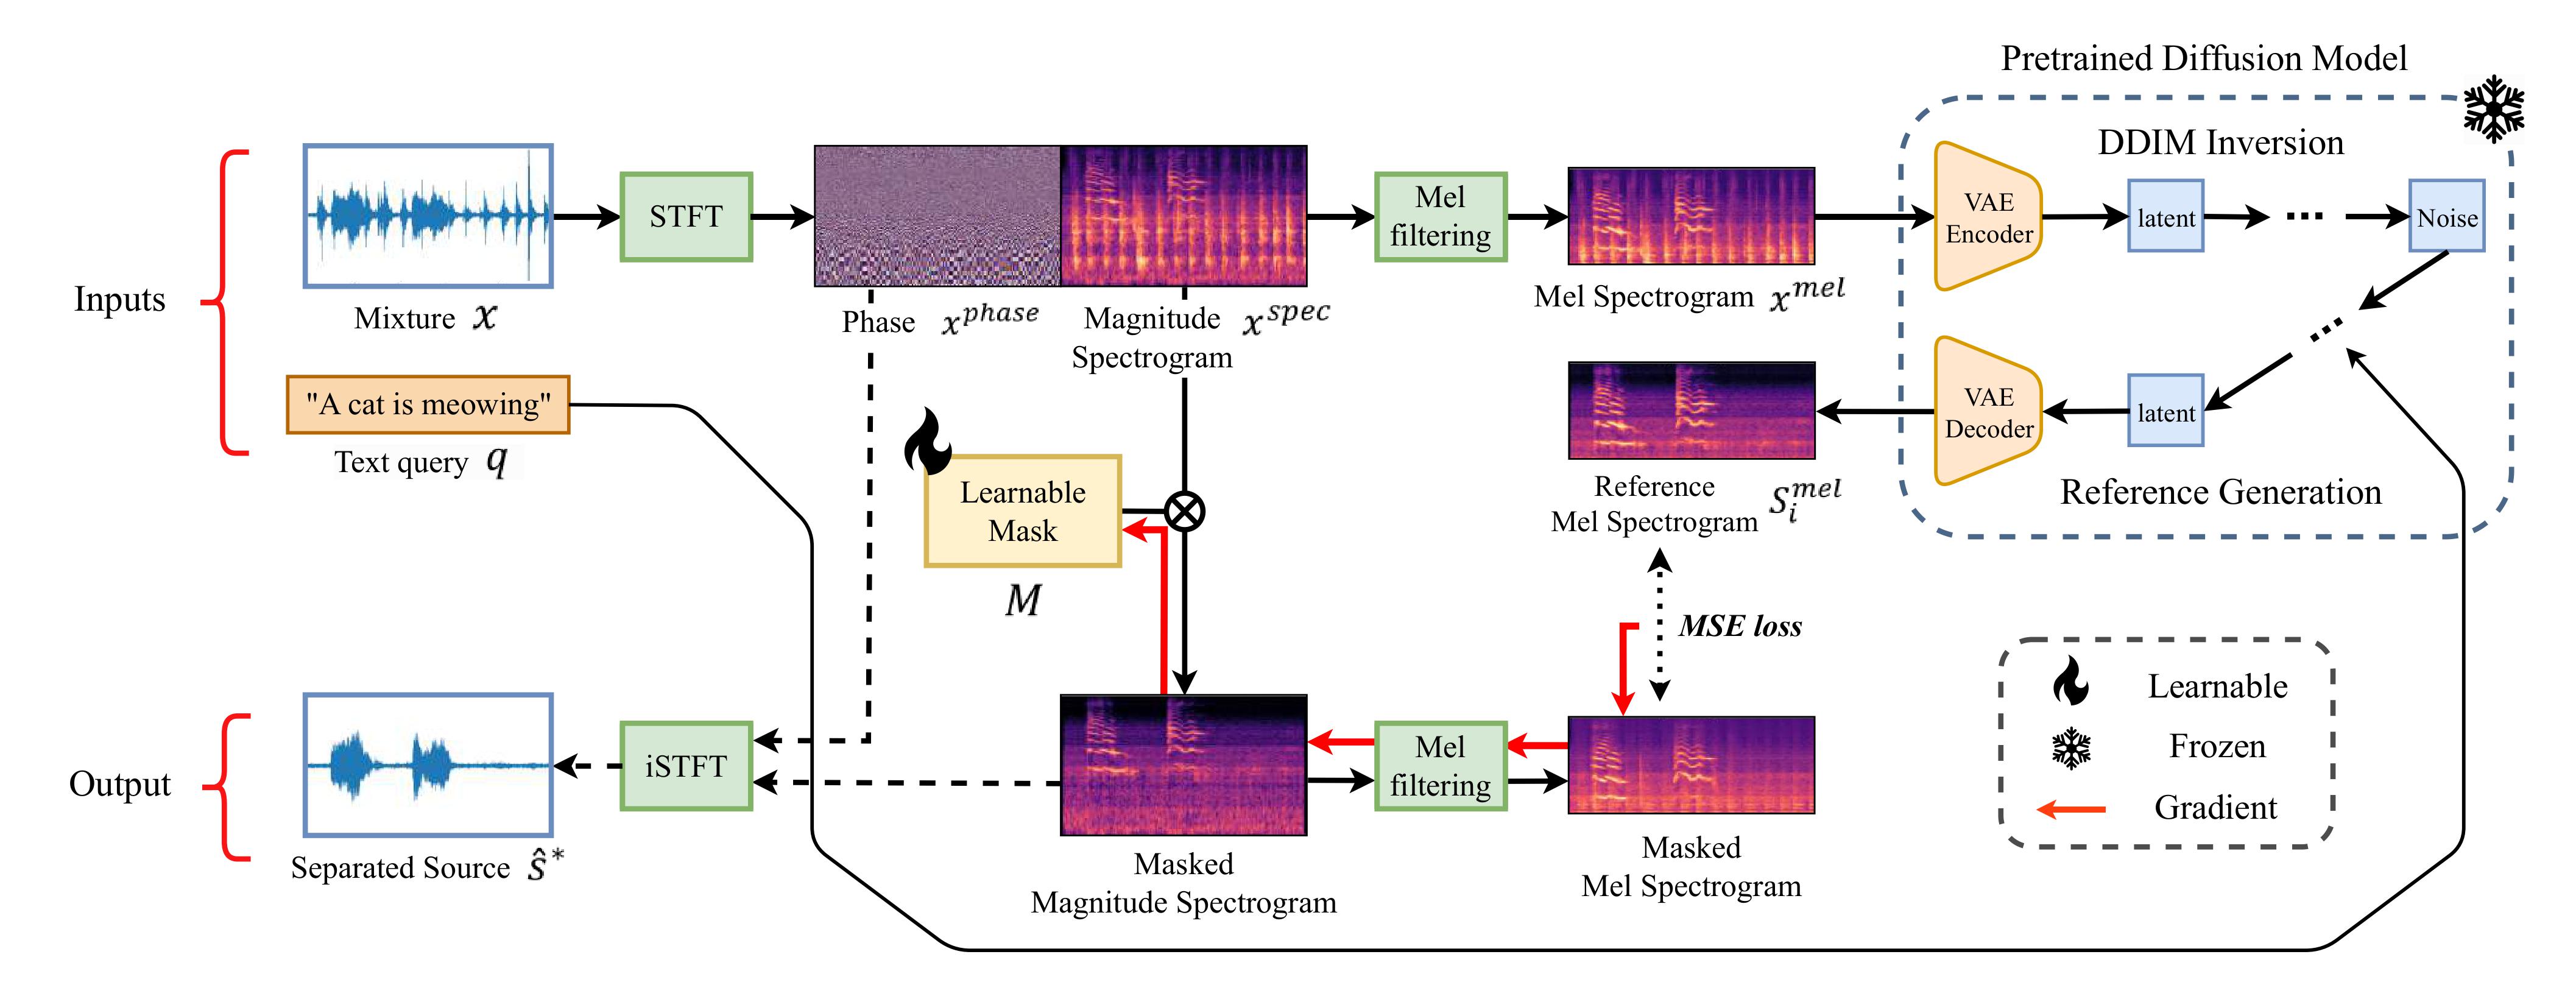 Pretrained Diffusion Model
DDIM Inversion
Inputs
Mixture x
STFT
Phase x^phase
Magnitude x^spec
Spectrogram
Mel
filtering
Mel Spectrogram x^mel
VAE
Encoder
latent
...
Noise
"A cat is meowing"
Text query q
Learnable
Mask
M
Reference
Mel Spectrogram S_i^mel
VAE
Decoder
latent
Reference Generation
MSE loss
Output
Separated Source ŝ*
iSTFT
Masked
Magnitude Spectrogram
Mel
filtering
Masked
Mel Spectrogram
Learnable
Frozen
Gradient